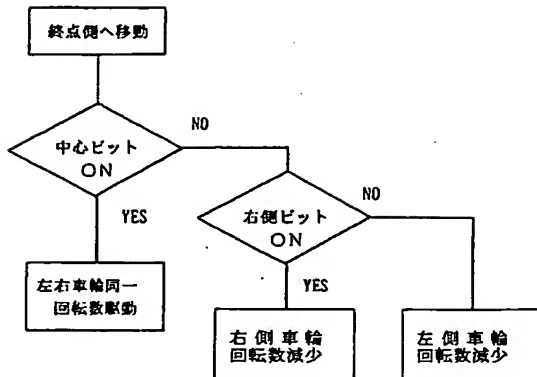 終点側へ移動
中心ビット
ON
NO
YES
右側ビット
ON
NO
YES
左右車輪同一
回転数駆動
右側車輪
回転数減少
左側車輪
回転数減少